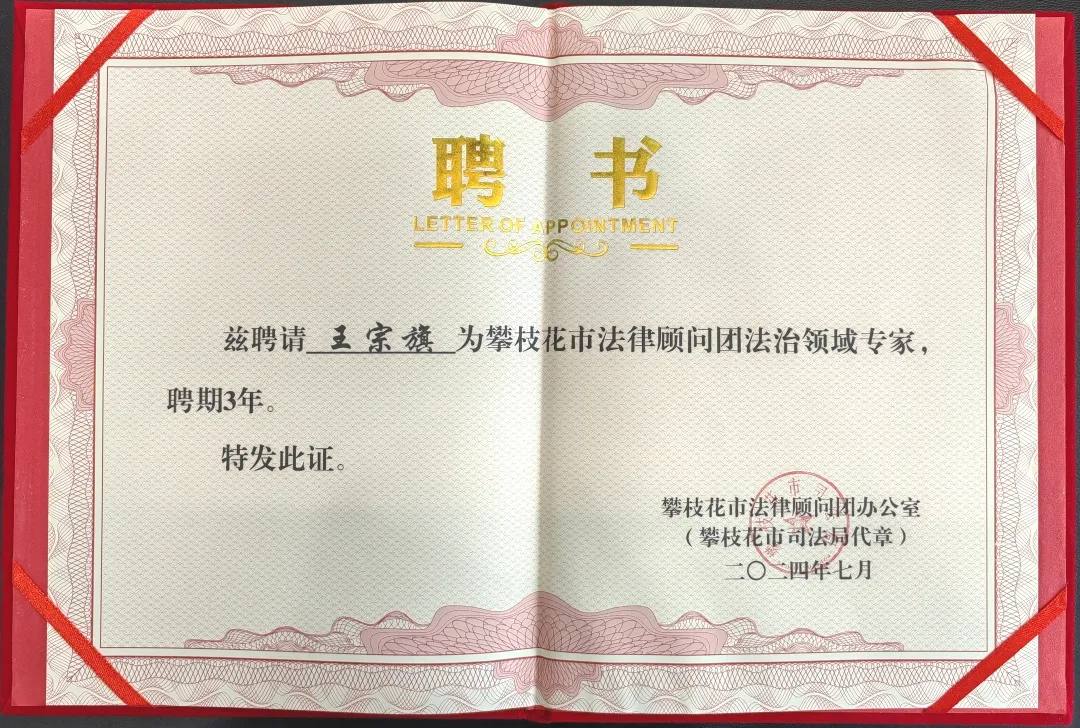 聘 书
LETTER OF APPOINTMENT
兹聘请 王宗旗 为攀枝花市法律顾问团法治领域专家，
聘期3年。
特发此证。
攀枝花市法律顾问团办公室
（攀枝花市司法局代章）
二〇二四年七月